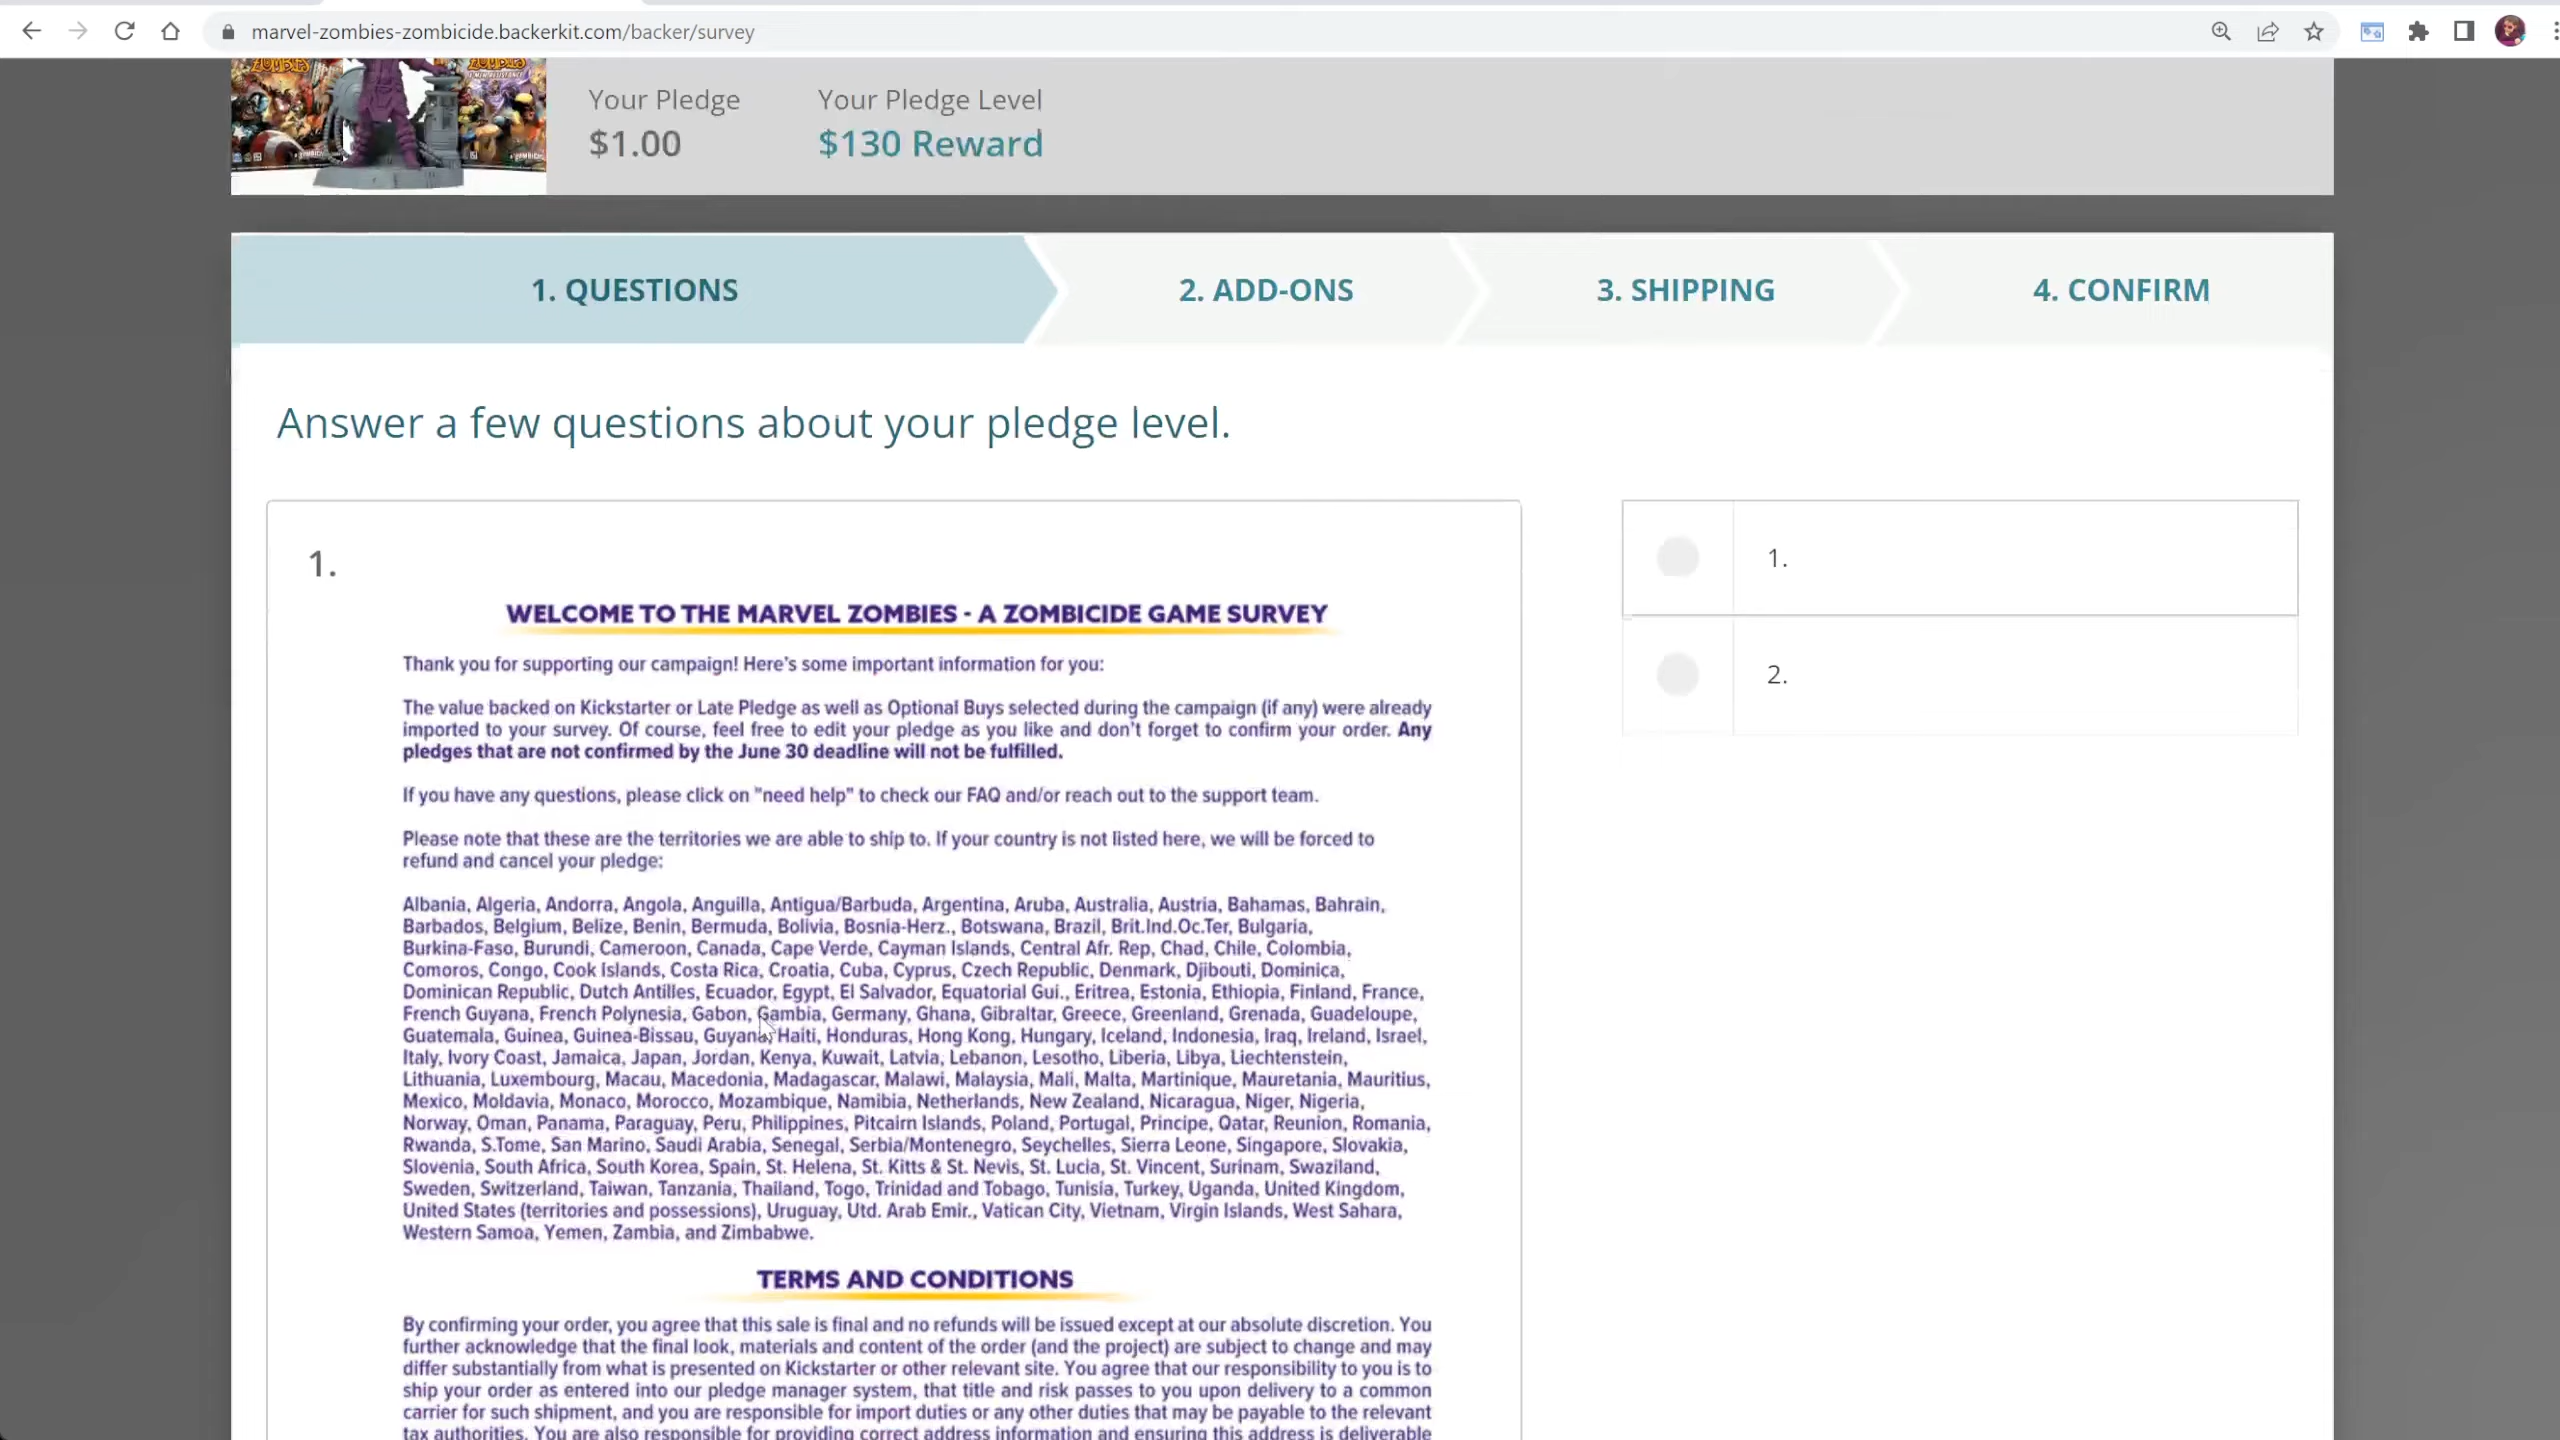 marvel-zombies-zombicide.backerkit.com/backer/survey
ZOMBIES
Your Pledge
Your Pledge Level
$1.00
$130 Reward
1. QUESTIONS
2. ADD-ONS
3. SHIPPING
4. CONFIRM
Answer a few questions about your pledge level.
1.
WELCOME TO THE MARVEL ZOMBIES - A ZOMBICIDE GAME SURVEY
Thank you for supporting our campaign! Here's some important information for you:
The value backed on Kickstarter or Late Pledge as well as Optional Buys selected during the campaign (if any) were already
imported to your survey. Of course, feel free to edit your pledge as you like and don't forget to confirm your order. Any
pledges that are not confirmed by the June 30 deadline will not be fulfilled.
If you have any questions, please click on "need help" to check our FAQ and/or reach out to the support team.
Please note that these are the territories we are able to ship to. If your country is not listed here, we will be forced to
refund and cancel your pledge:
Albania, Algeria, Andorra, Angola, Anguilla, Antigua/Barbuda, Argentina, Aruba, Australia, Austria, Bahamas, Bahrain,
Barbados, Belgium, Belize, Benin, Bermuda, Bolivia, Bosnia-Herz., Botswana, Brazil, Brit.Ind.Oc.Ter, Bulgaria,
Burkina-Faso, Burundi, Cameroon, Canada, Cape Verde, Cayman Islands, Central Afr. Rep, Chad, Chile, Colombia,
Comoros, Congo, Cook Islands, Costa Rica, Croatia, Cuba, Cyprus, Czech Republic, Denmark, Djibouti, Dominica,
Dominican Republic, Dutch Antilles, Ecuador, Egypt, El Salvador, Equatorial Gui., Eritrea, Estonia, Ethiopia, Finland, France,
French Guyana, French Polynesia, Gabon, Gambia, Germany, Ghana, Gibraltar, Greece, Greenland, Grenada, Guadeloupe,
Guatemala, Guinea, Guinea-Bissau, Guyana, Haiti, Honduras, Hong Kong, Hungary, Iceland, Indonesia, Iraq, Ireland, Israel,
Italy, Ivory Coast, Jamaica, Japan, Jordan, Kenya, Kuwait, Latvia, Lebanon, Lesotho, Liberia, Libya, Liechtenstein,
Lithuania, Luxembourg, Macau, Macedonia, Madagascar, Malawi, Malaysia, Mali, Malta, Martinique, Mauretania, Mauritius,
Mexico, Moldavia, Monaco, Morocco, Mozambique, Namibia, Netherlands, New Zealand, Nicaragua, Niger, Nigeria,
Norway, Oman, Panama, Paraguay, Peru, Philippines, Pitcairn Islands, Poland, Portugal, Principe, Qatar, Reunion, Romania,
Rwanda, S.Tome, San Marino, Saudi Arabia, Senegal, Serbia/Montenegro, Seychelles, Sierra Leone, Singapore, Slovakia,
Slovenia, South Africa, South Korea, Spain, St. Helena, St. Kitts & St. Nevis, St. Lucia, St. Vincent, Surinam, Swaziland,
Sweden, Switzerland, Taiwan, Tanzania, Thailand, Togo, Trinidad and Tobago, Tunisia, Turkey, Uganda, United Kingdom,
United States (territories and possessions), Uruguay, Utd. Arab Emir., Vatican City, Vietnam, Virgin Islands, West Sahara,
Western Samoa, Yemen, Zambia, and Zimbabwe.
TERMS AND CONDITIONS
By confirming your order, you agree that this sale is final and no refunds will be issued except at our absolute discretion. You
further acknowledge that the final look, materials and content of the order (and the project) are subject to change and may
differ substantially from what is presented on Kickstarter or other relevant site. You agree that our responsibility to you is to
ship your order as entered into our pledge manager system, that title and risk passes to you upon delivery to a common
carrier for such shipment, and you are responsible for import duties or any other duties that may be payable to the relevant
tax authorities. You are also responsible for providing correct address information and ensuring this address is deliverable
1.
2.